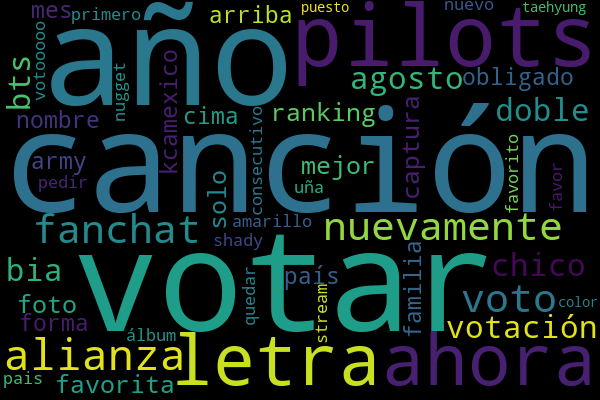 mes primero arriba puesto nuevo taehyung
votooooo año pilots
bts nugget kcamexico agosto obligado
nombre cima ranking doble
canción
army consecutivo mejor captura favorito
pedir solo uña favor
fanchat amarillo nuevamente
shady
votar
bia quedar país familia chico
foto stream voto color
forma álbum votación
alianza letra ahora
pais favorita